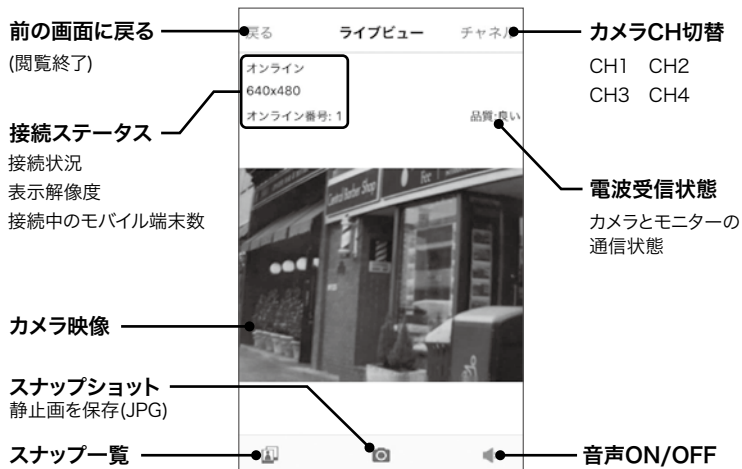 前の画面に戻る
(閲覧終了)
接続ステータス
接続状況
表示解像度
接続中のモバイル端末数
カメラ映像
スナップショット
静止画を保存(JPG)
スナップ一覧
戻る
ライブビュー
チャネル
オンライン
640x480
オンライン番号: 1
品質:良い
Central Barber Shop
カメラCH切替
CH1 CH2
CH3 CH4
電波受信状態
カメラとモニターの
通信状態
音声ON/OFF